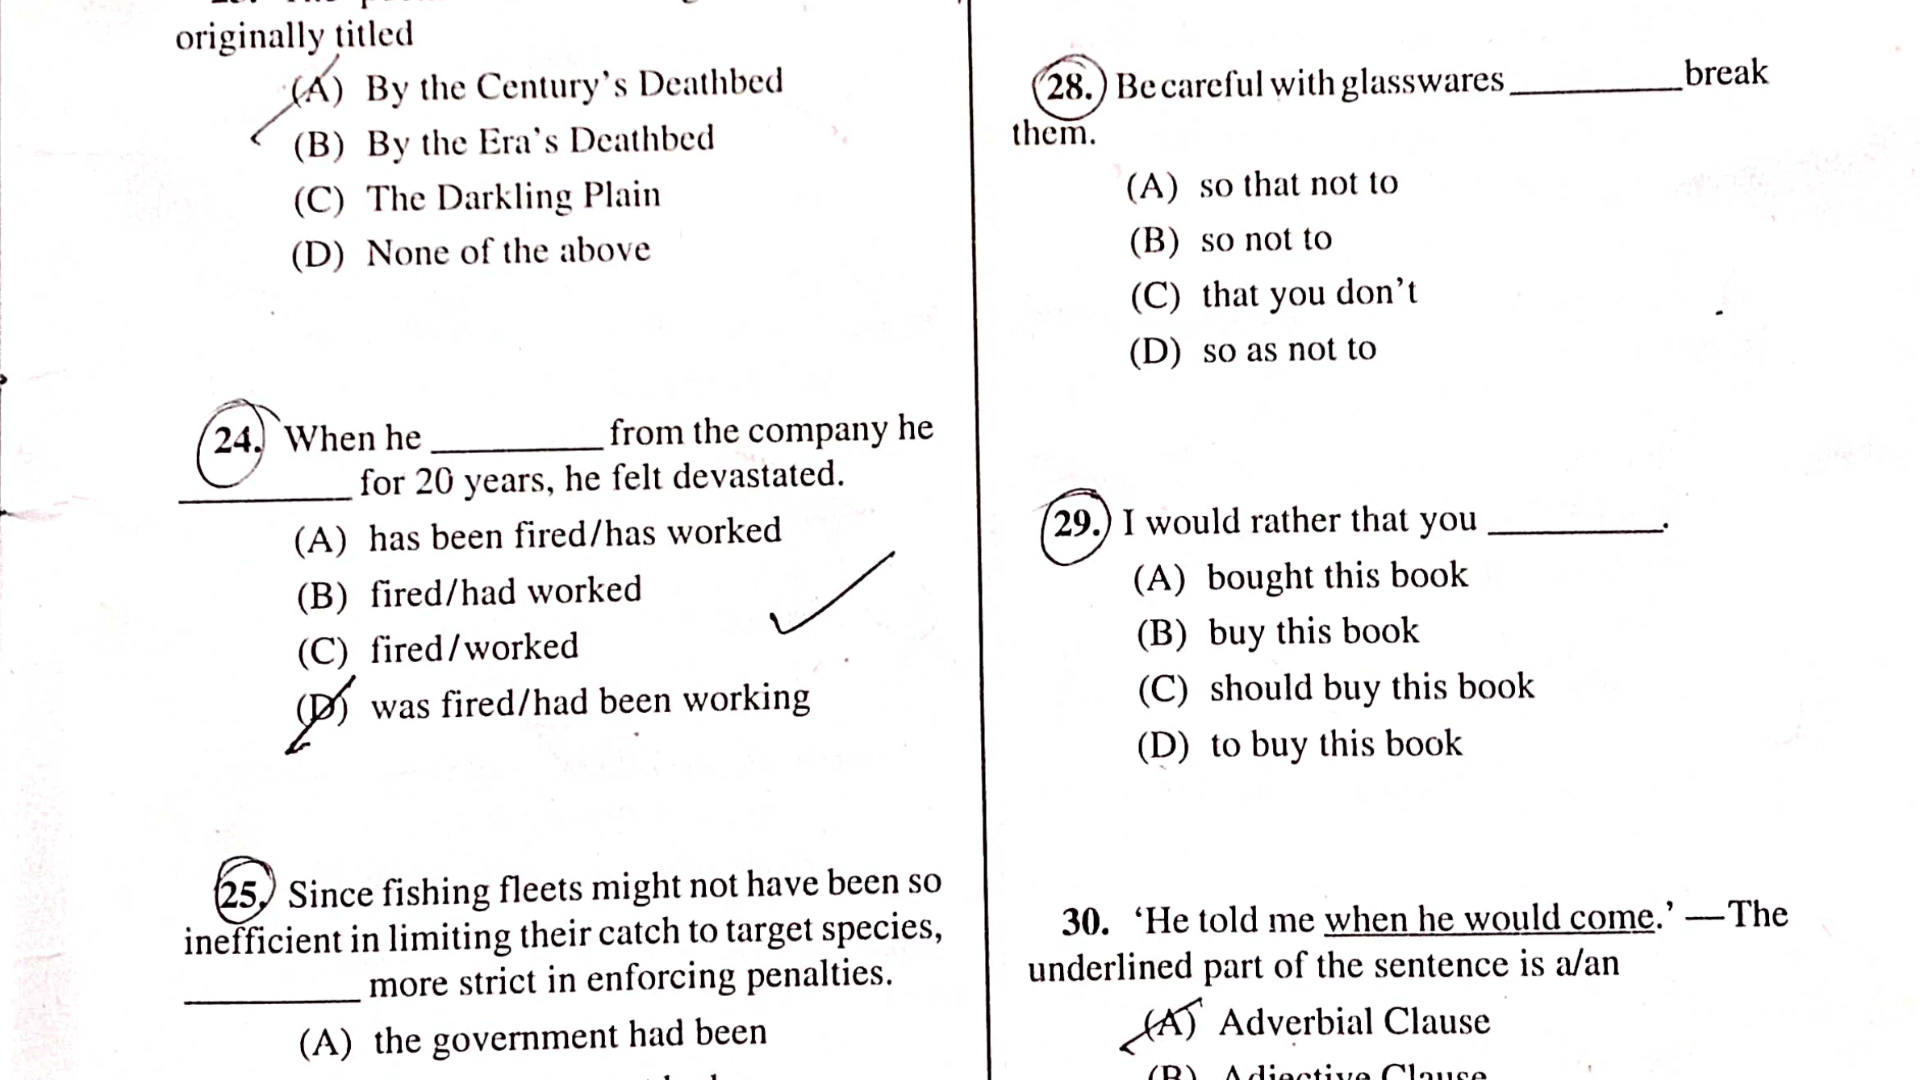 originally titled
(A) By the Century's Deathbed
(B) By the Era's Deathbed
(C) The Darkling Plain
(D) None of the above
24. When he __________ from the company he
__________ for 20 years, he felt devastated.
(A) has been fired/has worked
(B) fired/had worked
(C) fired/worked
(D) was fired/had been working
25. Since fishing fleets might not have been so
inefficient in limiting their catch to target species,
__________ more strict in enforcing penalties.
(A) the government had been
28. Be careful with glasswares __________ break
them.
(A) so that not to
(B) so not to
(C) that you don't
(D) so as not to
29. I would rather that you __________.
(A) bought this book
(B) buy this book
(C) should buy this book
(D) to buy this book
30. 'He told me when he would come.' —The
underlined part of the sentence is a/an
(A) Adverbial Clause
(B) Adjective Clause